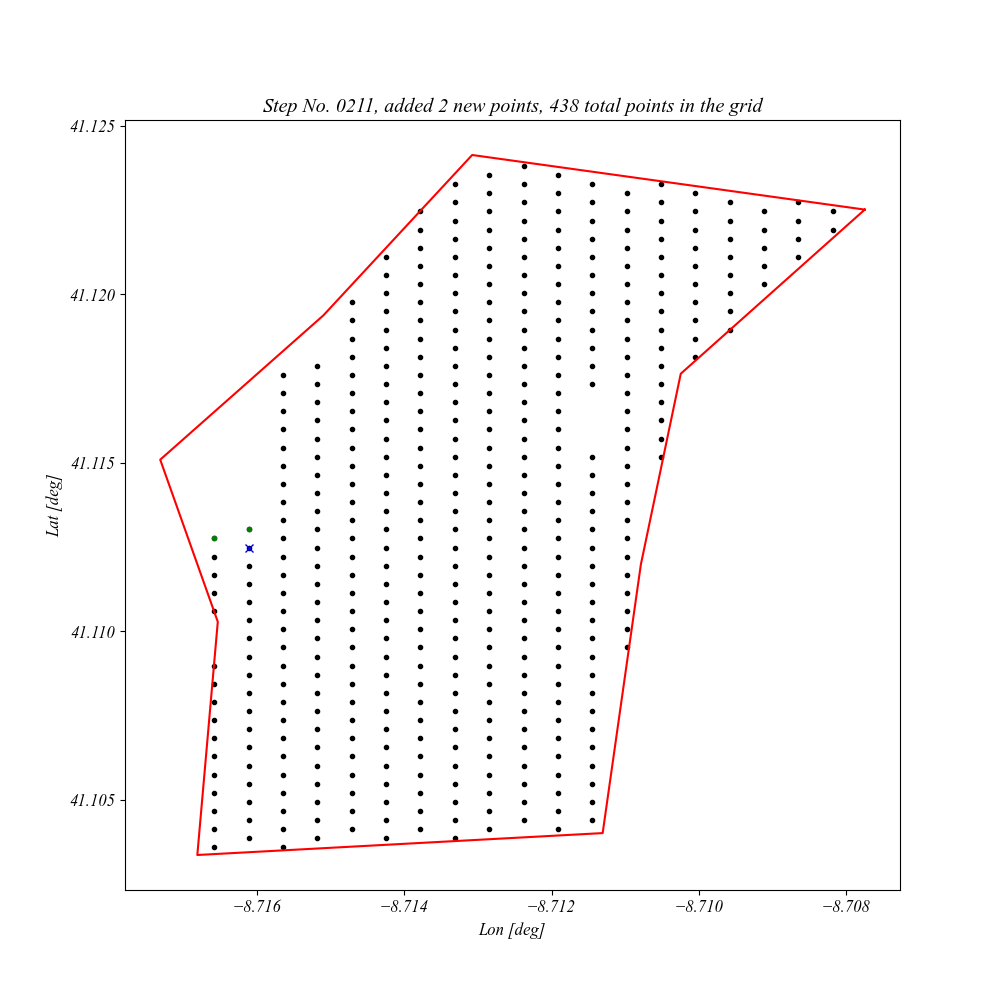 Step No. 0211, added 2 new points, 438 total points in the grid
41.125
41.120
41.115
41.110
41.105
Lat [deg]
−8.716 −8.714 −8.712 −8.710 −8.708
Lon [deg]